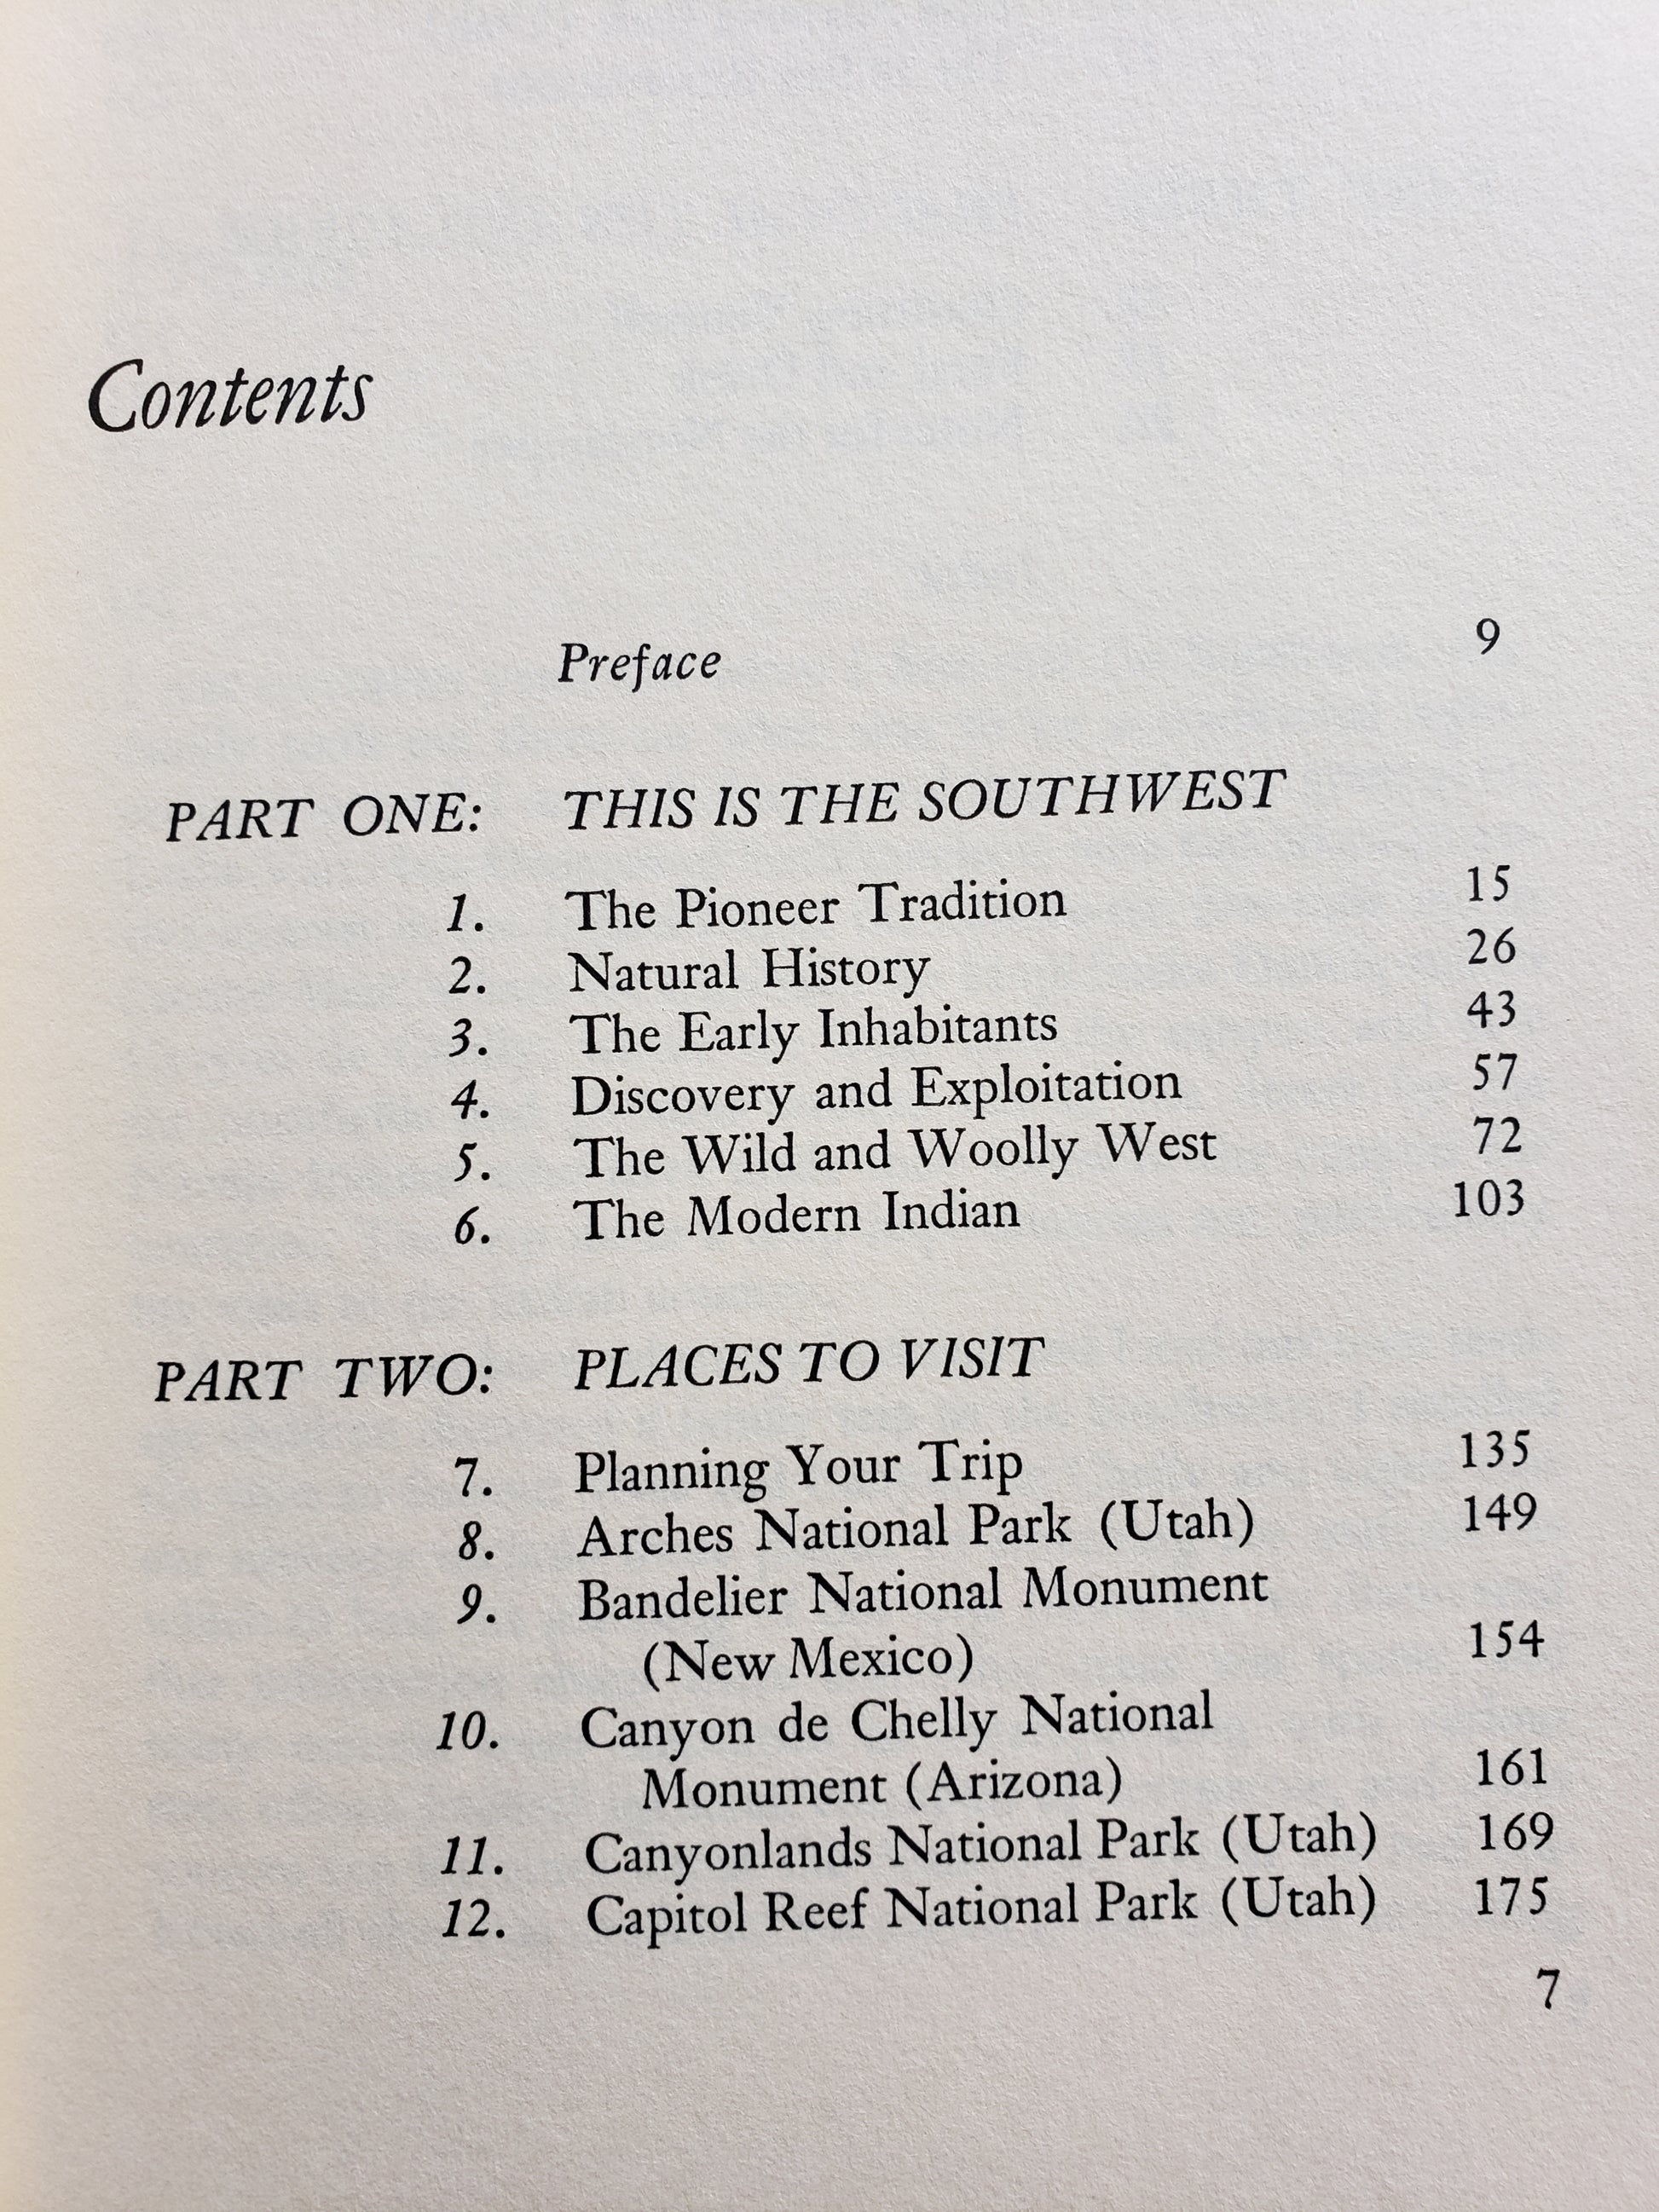 Contents
Preface 9
PART ONE: THIS IS THE SOUTHWEST
1. The Pioneer Tradition 15
2. Natural History 26
3. The Early Inhabitants 43
4. Discovery and Exploitation 57
5. The Wild and Woolly West 72
6. The Modern Indian 103
PART TWO: PLACES TO VISIT
7. Planning Your Trip 135
8. Arches National Park (Utah) 149
9. Bandelier National Monument
(New Mexico) 154
10. Canyon de Chelly National
Monument (Arizona) 161
11. Canyonlands National Park (Utah) 169
12. Capitol Reef National Park (Utah) 175
7